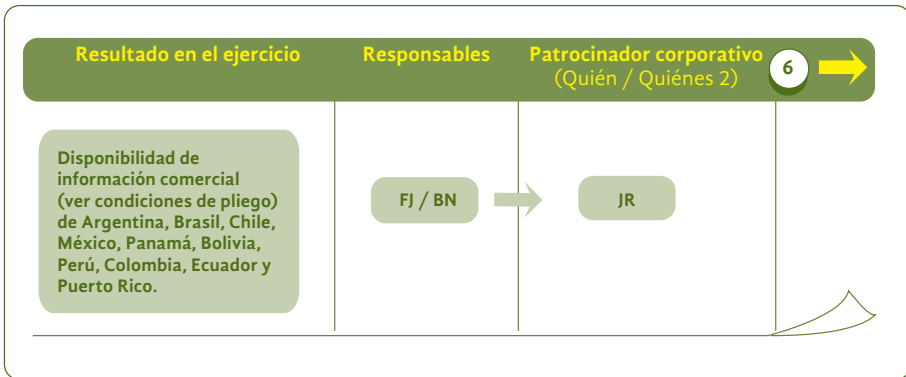 Resultado en el ejercicio
Responsables
Patrocinador corporativo
(Quién / Quiénes 2)
6
Disponibilidad de
información comercial
(ver condiciones de pliego)
de Argentina, Brasil, Chile,
México, Panamá, Bolivia,
Perú, Colombia, Ecuador y
Puerto Rico.
FJ / BN
JR